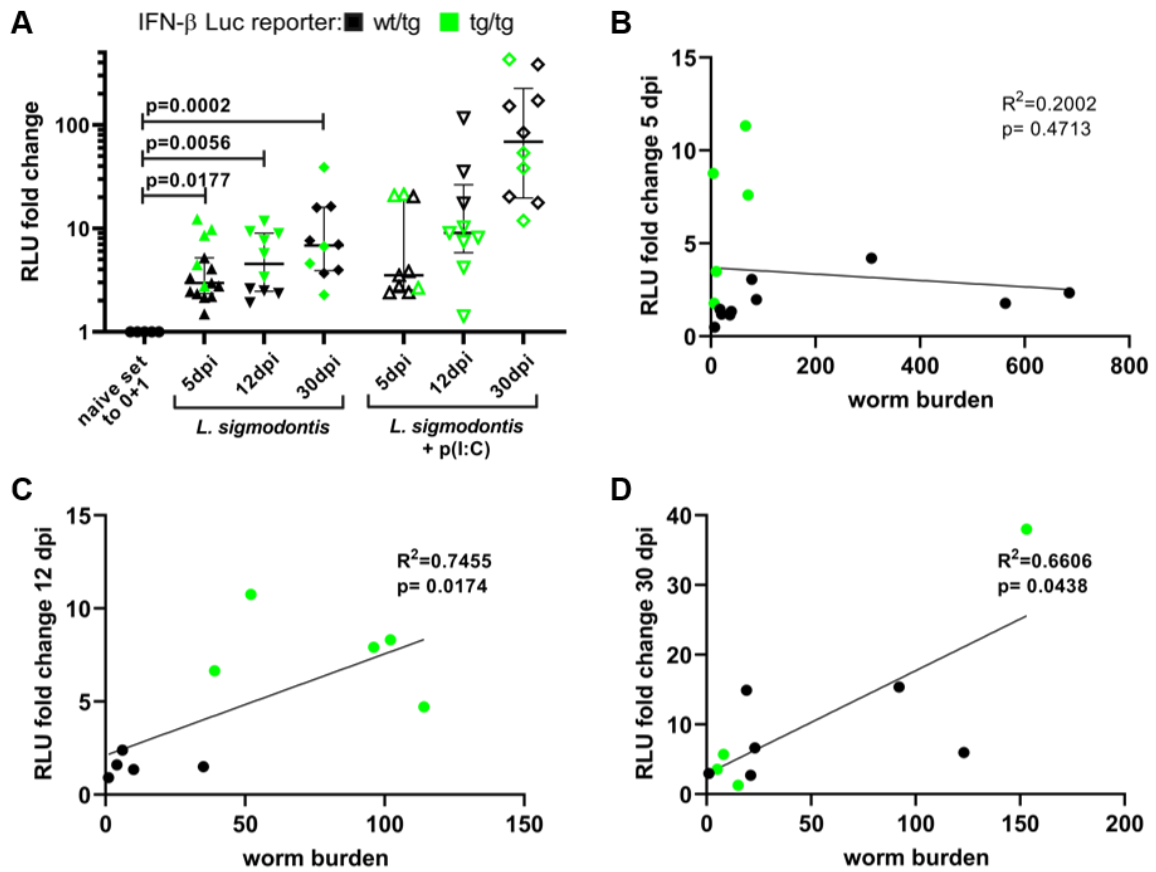 A
IFN-β Luc reporter: wt/tg tg/tg
RLU fold change
100
10
1
p=0.0002
p=0.0056
p=0.0177
naive set
to 0+1
5dpi
12dpi
30dpi
5dpi
12dpi
30dpi
L. sigmodontis
L. sigmodontis
+ p(I:C)
B
RLU fold change 5 dpi
15
10
5
0
R²=0.2002
p= 0.4713
0 200 400 600 800
worm burden
C
RLU fold change 12 dpi
15
10
5
0
R²=0.7455
p= 0.0174
0 50 100 150
worm burden
D
RLU fold change 30 dpi
40
30
20
10
0
R²=0.6606
p= 0.0438
0 50 100 150 200
worm burden